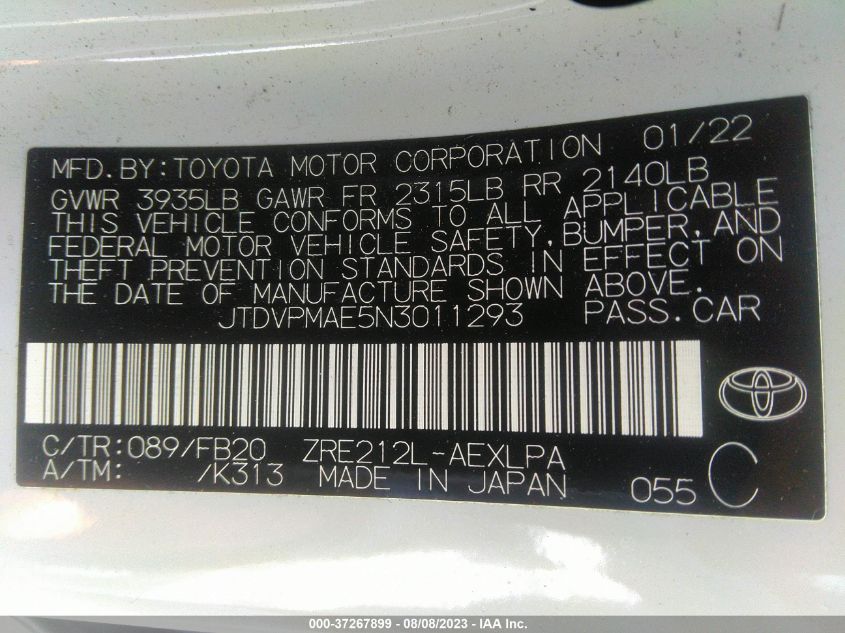 MFD. BY: TOYOTA MOTOR CORPORATION 01/22
GVWR 3935LB GAWR FR 2315LB RR 2140LB
THIS VEHICLE CONFORMS TO ALL APPLICABLE
FEDERAL MOTOR VEHICLE SAFETY, BUMPER, AND
THEFT PREVENTION STANDARDS IN EFFECT ON
THE DATE OF MANUFACTURE SHOWN ABOVE.
JTDVPMAE5N3011293 PASS. CAR
C/TR: 089/FB20 ZRE212L-AEXLPA
A/TM: /K313 MADE IN JAPAN 055 C
000-37267899 - 08/08/2023 - IAA Inc.